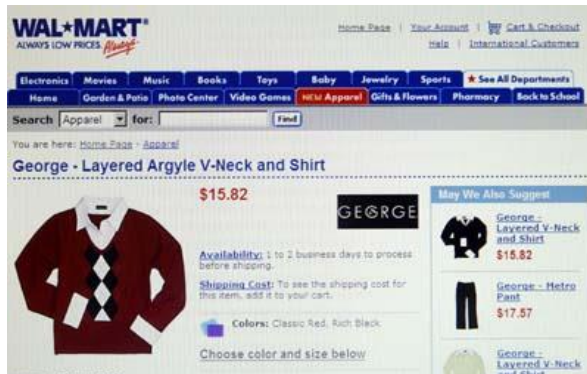 WAL★MART®
ALWAYS LOW PRICES. Always.
Home Page | Your Account | Cart & Checkout
Help | International Customers
Electronics Movies Music Books Toys Baby Jewelry Sports ★ See All Departments
Home Garden & Patio Photo Center Video Games NEW Apparel Gifts & Flowers Pharmacy Back to School
Search Apparel for: Find
You are here: Home Page > Apparel
George - Layered Argyle V-Neck and Shirt
$15.82
GEORGE
Availability: 1 to 2 business days to process
before shipping.
Shipping Cost: To see the shipping cost for
this item, add it to your cart.
Colors: Classic Red, Rich Black
Choose color and size below
May We Also Suggest
George -
Layered V-Neck
and Shirt
$15.82
George - Metro
Pant
$17.57
George -
Layered V-Neck
and Shirt